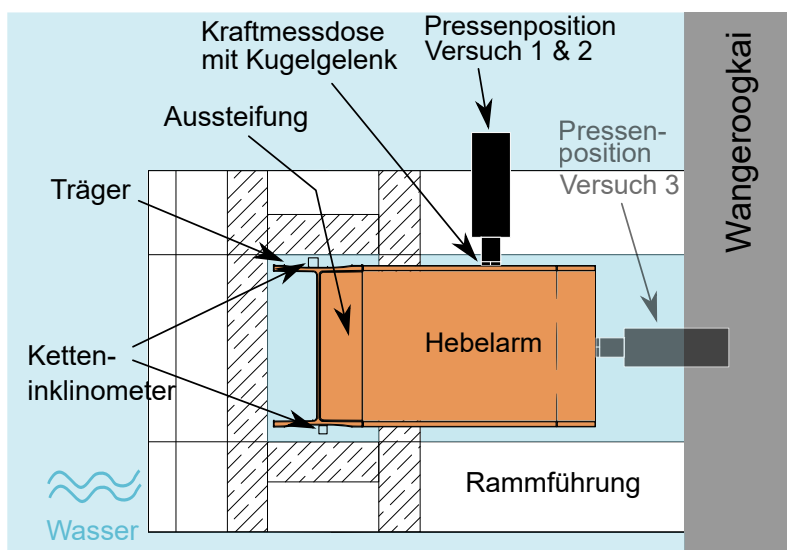 Kraftmessdose
mit Kugelgelenk
Pressenposition
Versuch 1 & 2
Wangeroogkai
Aussteifung
Pressen-
position
Versuch 3
Träger
Hebelarm
Ketten-
inklinometer
Rammführung
Wasser